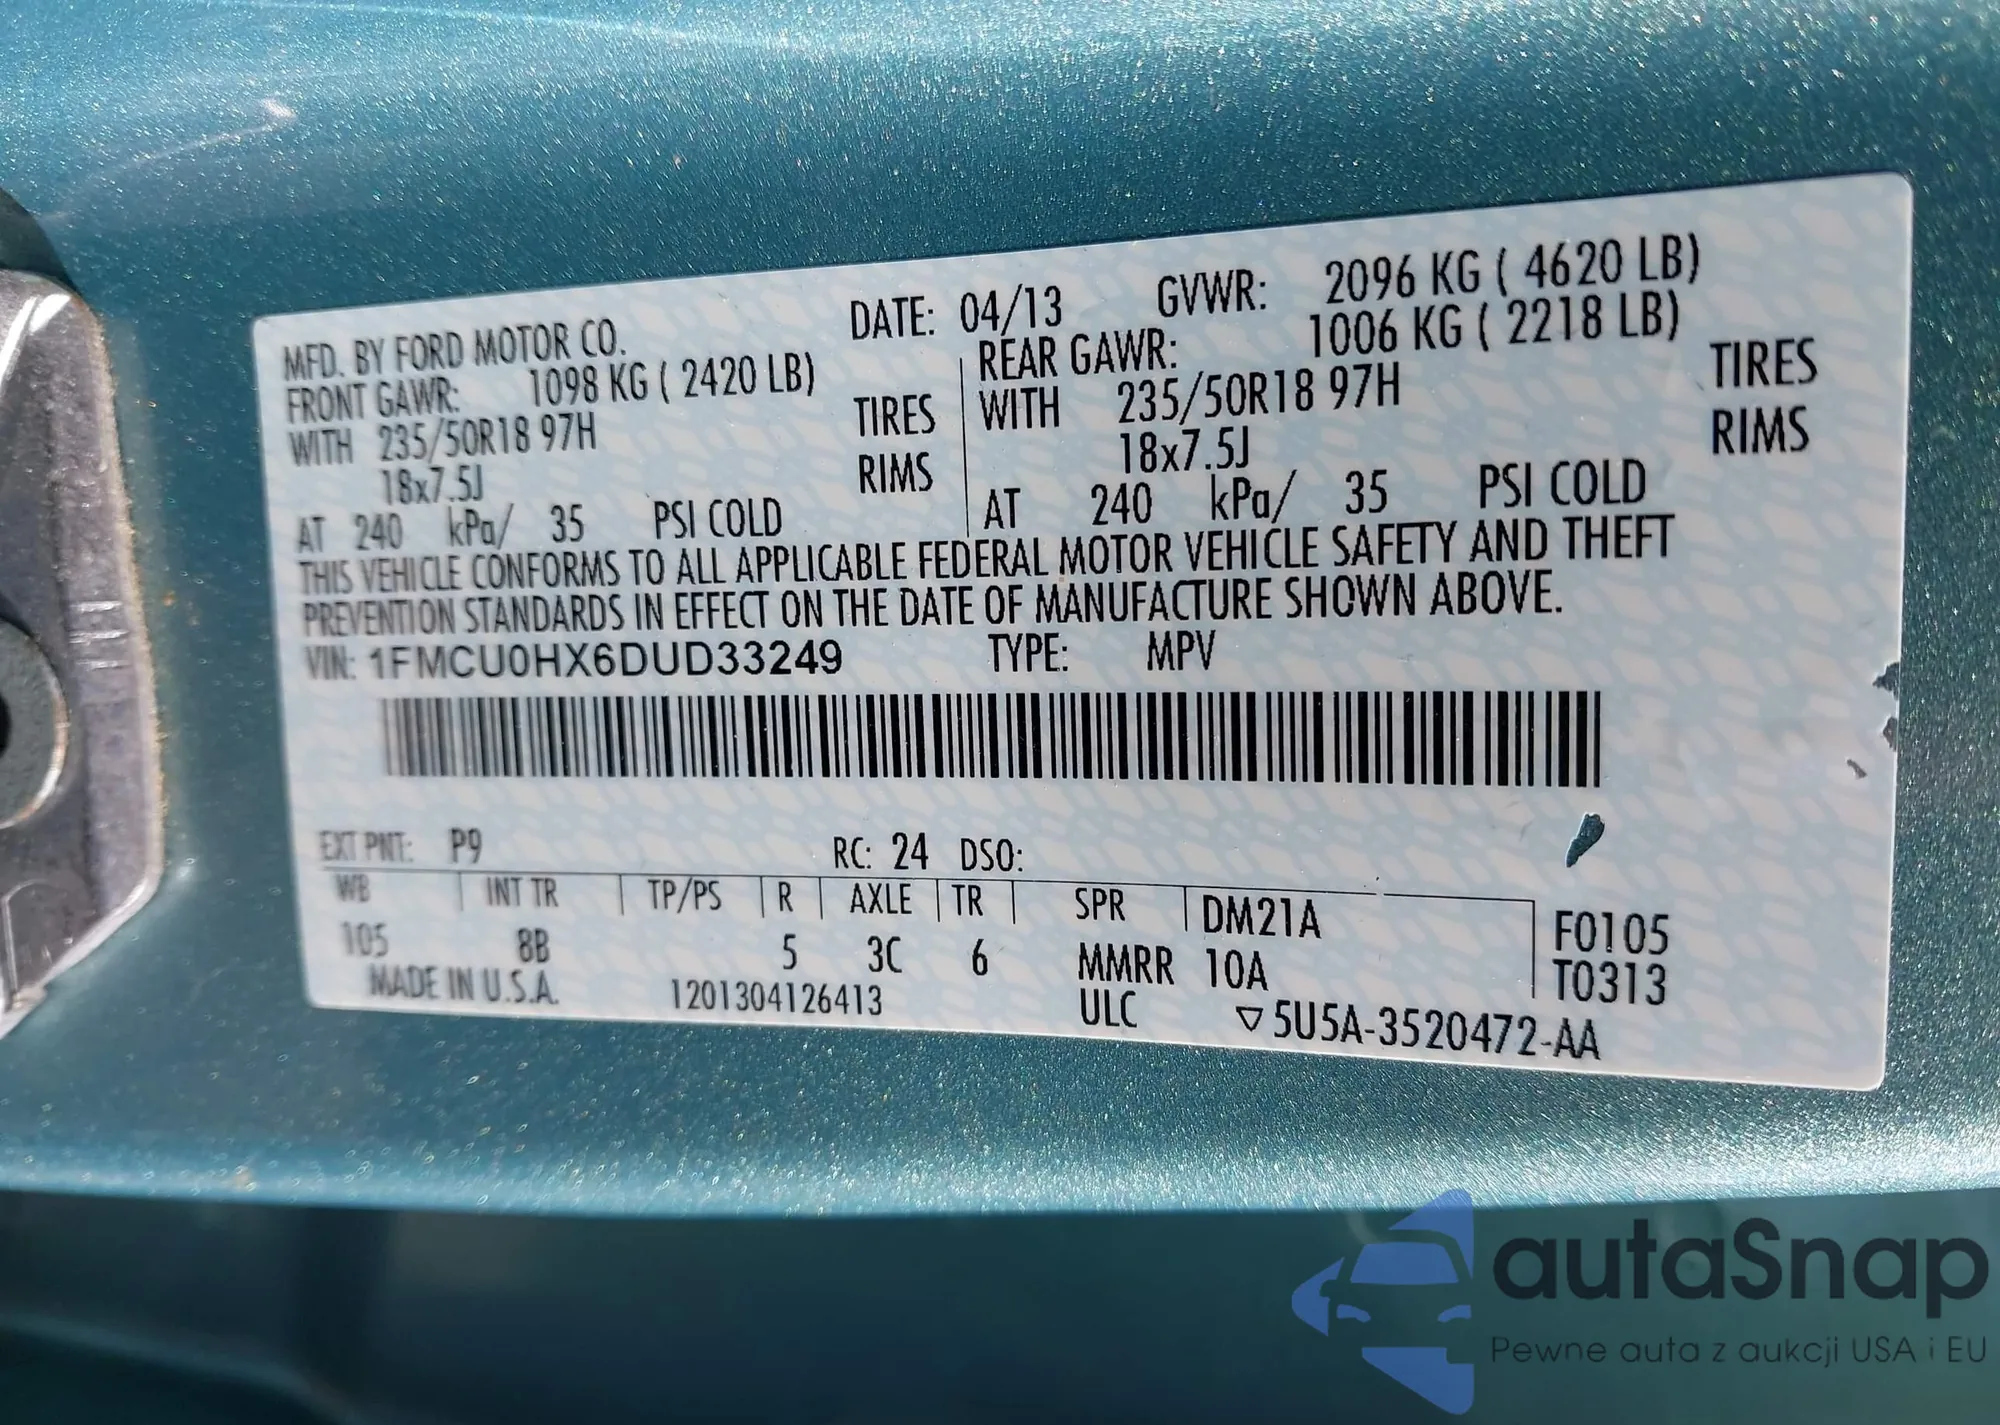 MFD. BY FORD MOTOR CO. DATE: 04/13 GVWR: 2096 KG ( 4620 LB)
FRONT GAWR: 1098 KG ( 2420 LB) REAR GAWR: 1006 KG ( 2218 LB)
WITH 235/50R18 97H TIRES WITH 235/50R18 97H TIRES
18x7.5J RIMS 18x7.5J RIMS
AT 240 kPa/ 35 PSI COLD AT 240 kPa/ 35 PSI COLD
THIS VEHICLE CONFORMS TO ALL APPLICABLE FEDERAL MOTOR VEHICLE SAFETY AND THEFT
PREVENTION STANDARDS IN EFFECT ON THE DATE OF MANUFACTURE SHOWN ABOVE.
VIN: 1FMCU0HX6DUD33249 TYPE: MPV
EXT PNT: P9 RC: 24 DSO:
WB INT TR TP/PS R AXLE TR SPR DM21A F0105
105 8B 5 3C 6 MMRR 10A T0313
MADE IN U.S.A. 1201304126413 ULC ▽5U5A-3520472-AA
autaSnap
Pewne auta z aukcji USA i EU